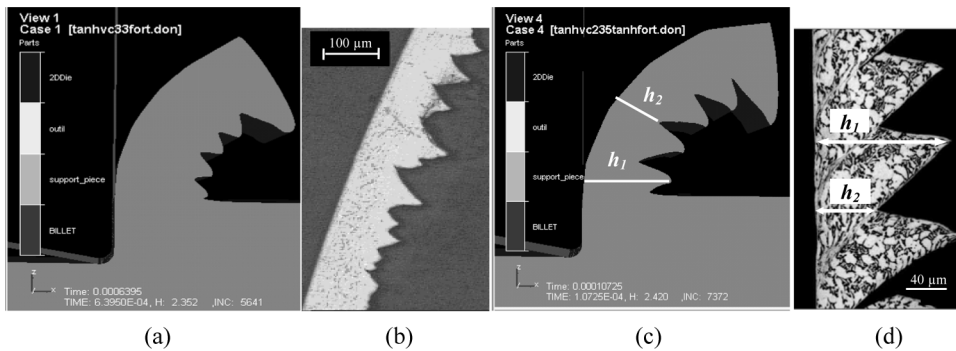 View 1
Case 1 [tanhvc33fort.don]
Parts
2DDie
outil
support_piece
BILLET
z
x
Time: 0.0006395
TIME: 6.3950E-04, H: 2.352 ,INC: 5641
100 µm
View 4
Case 4 [tanhvc235tanhfort.don]
Parts
2DDie
outil
support_piece
BILLET
h2
h1
z
x
Time: 0.00010725
TIME: 1.0725E-04, H: 2.420 ,INC: 7372
h1
h2
40 µm
(a)
(b)
(c)
(d)